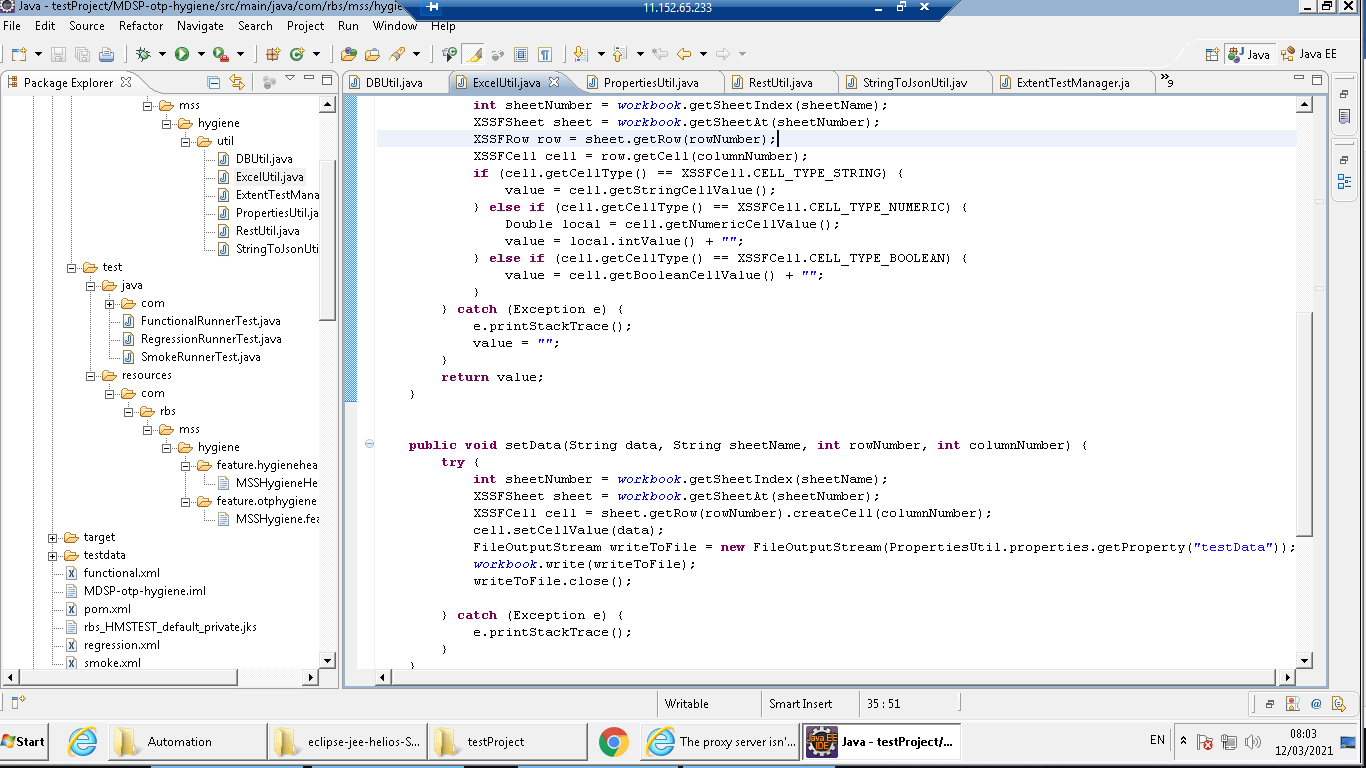 Java - testProject/MDSP-otp-hygiene/src/main/java/com/rbs/mss/hygie
11.152.65.233
File Edit Source Refactor Navigate Search Project Run Window Help
Java
Java EE
Package Explorer
DBUtil.java
ExcelUtil.java
PropertiesUtil.java
RestUtil.java
StringToJsonUtil.jav
ExtentTestManager.ja
»9
mss
hygiene
util
DBUtil.java
ExcelUtil.java
ExtentTestMana
PropertiesUtil.ja
RestUtil.java
StringToJsonUti
test
java
com
FunctionalRunnerTest.java
RegressionRunnerTest.java
SmokeRunnerTest.java
resources
com
rbs
mss
hygiene
feature.hygienehea
MSSHygieneHe
feature.otphygiene
MSSHygiene.fea
target
testdata
functional.xml
MDSP-otp-hygiene.iml
pom.xml
rbs_HMSTEST_default_private.jks
regression.xml
smoke.xml
int sheetNumber = workbook.getSheetIndex(sheetName);
XSSFSheet sheet = workbook.getSheetAt(sheetNumber);
XSSFRow row = sheet.getRow(rowNumber);
XSSFCell cell = row.getCell(columnNumber);
if (cell.getCellType() == XSSFCell.CELL_TYPE_STRING) {
value = cell.getStringCellValue();
} else if (cell.getCellType() == XSSFCell.CELL_TYPE_NUMERIC) {
Double local = cell.getNumericCellValue();
value = local.intValue() + "";
} else if (cell.getCellType() == XSSFCell.CELL_TYPE_BOOLEAN) {
value = cell.getBooleanCellValue() + "";
}
} catch (Exception e) {
e.printStackTrace();
value = "";
}
return value;
}
public void setData(String data, String sheetName, int rowNumber, int columnNumber) {
try {
int sheetNumber = workbook.getSheetIndex(sheetName);
XSSFSheet sheet = workbook.getSheetAt(sheetNumber);
XSSFCell cell = sheet.getRow(rowNumber).createCell(columnNumber);
cell.setCellValue(data);
FileOutputStream writeToFile = new FileOutputStream(PropertiesUtil.properties.getProperty("testData"));
workbook.write(writeToFile);
writeToFile.close();
} catch (Exception e) {
e.printStackTrace();
}
}
Writable
Smart Insert
35 : 51
Start
Automation
eclipse-jee-helios-S...
testProject
The proxy server isn'...
Java - testProject/...
EN
08:03
12/03/2021